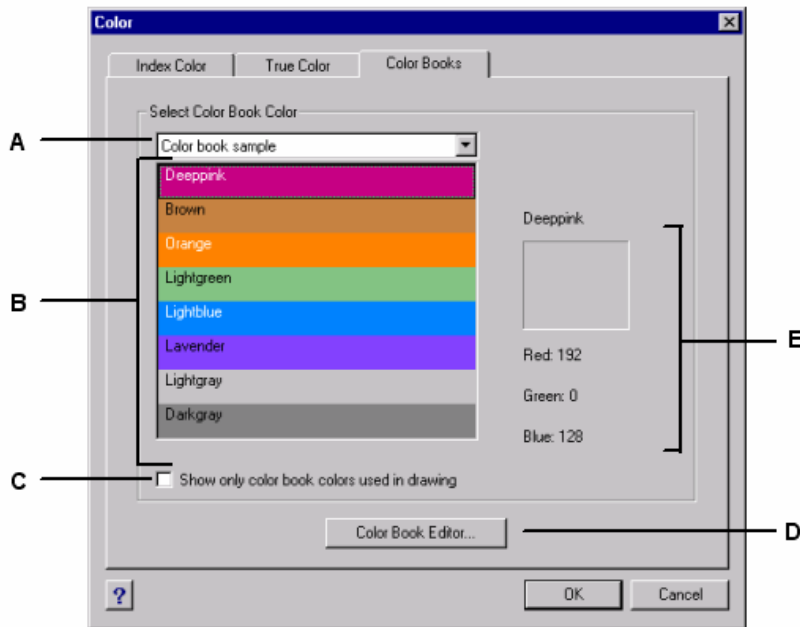 Color
Index Color
True Color
Color Books
Select Color Book Color
A
Color book sample
Deeppink
Brown
Orange
Lightgreen
Lightblue
Lavender
Lightgray
Darkgray
B
Deeppink
Red: 192
Green: 0
Blue: 128
E
C
Show only color book colors used in drawing
Color Book Editor...
D
?
OK
Cancel